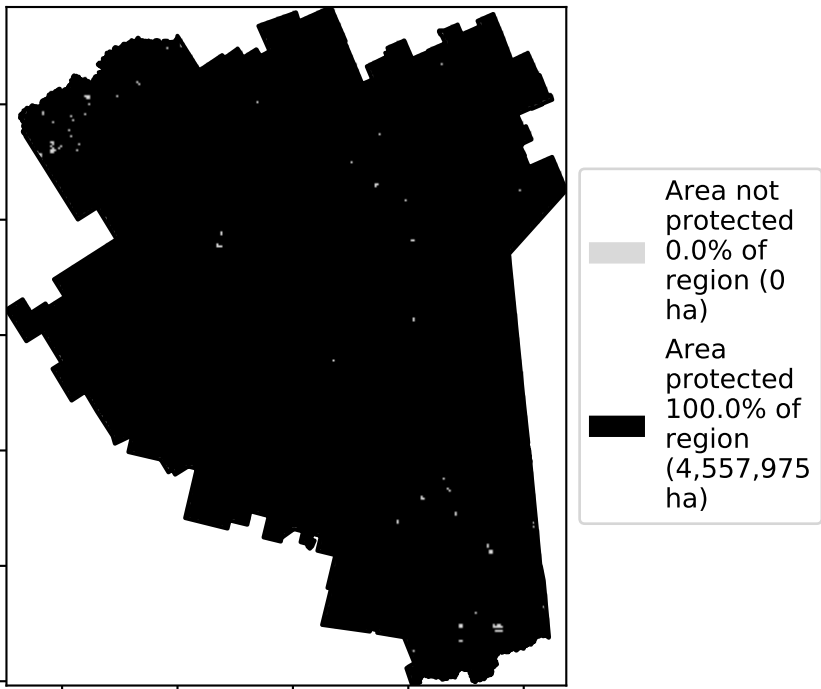 Area not
protected
0.0% of
region (0
ha)
Area
protected
100.0% of
region
(4,557,975
ha)